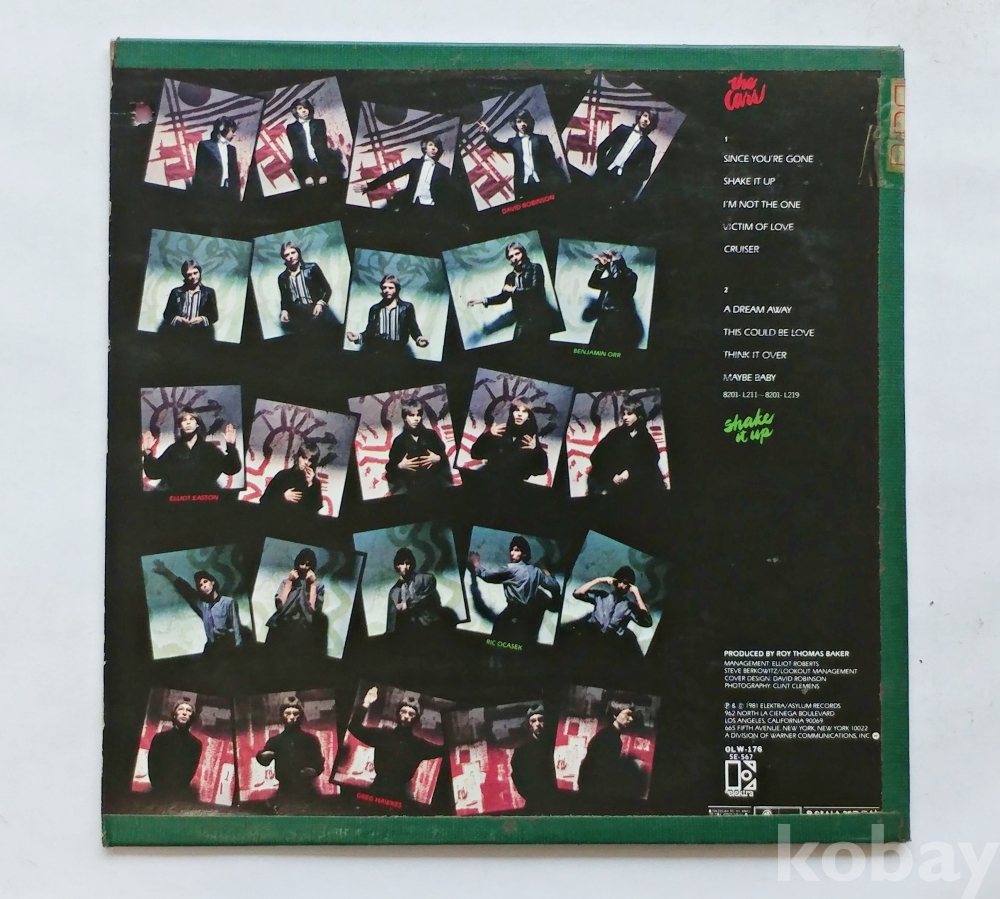 the
Cars
1
SINCE YOU'RE GONE
SHAKE IT UP
I'M NOT THE ONE
VICTIM OF LOVE
CRUISER
2
A DREAM AWAY
THIS COULD BE LOVE
THINK IT OVER
MAYBE BABY
8201- L211 - 8201- L219
shake
it up
DAVID ROBINSON
BENJAMIN ORR
ELLIOT EASTON
RIC OCASEK
GREG HAWKES
PRODUCED BY ROY THOMAS BAKER
MANAGEMENT: ELLIOT ROBERTS
STEVE BERKOWITZ/LOOKOUT MANAGEMENT
COVER DESIGN: DAVID ROBINSON
PHOTOGRAPHY: CLINT CLEMENS
℗ & © 1981 ELEKTRA/ASYLUM RECORDS
962 NORTH LA CIENEGA BOULEVARD
LOS ANGELES, CALIFORNIA 90069
665 FIFTH AVENUE, NEW YORK, NEW YORK 10022
A DIVISION OF WARNER COMMUNICATIONS, INC.
OLW-176
5E-567
elektra
kobay